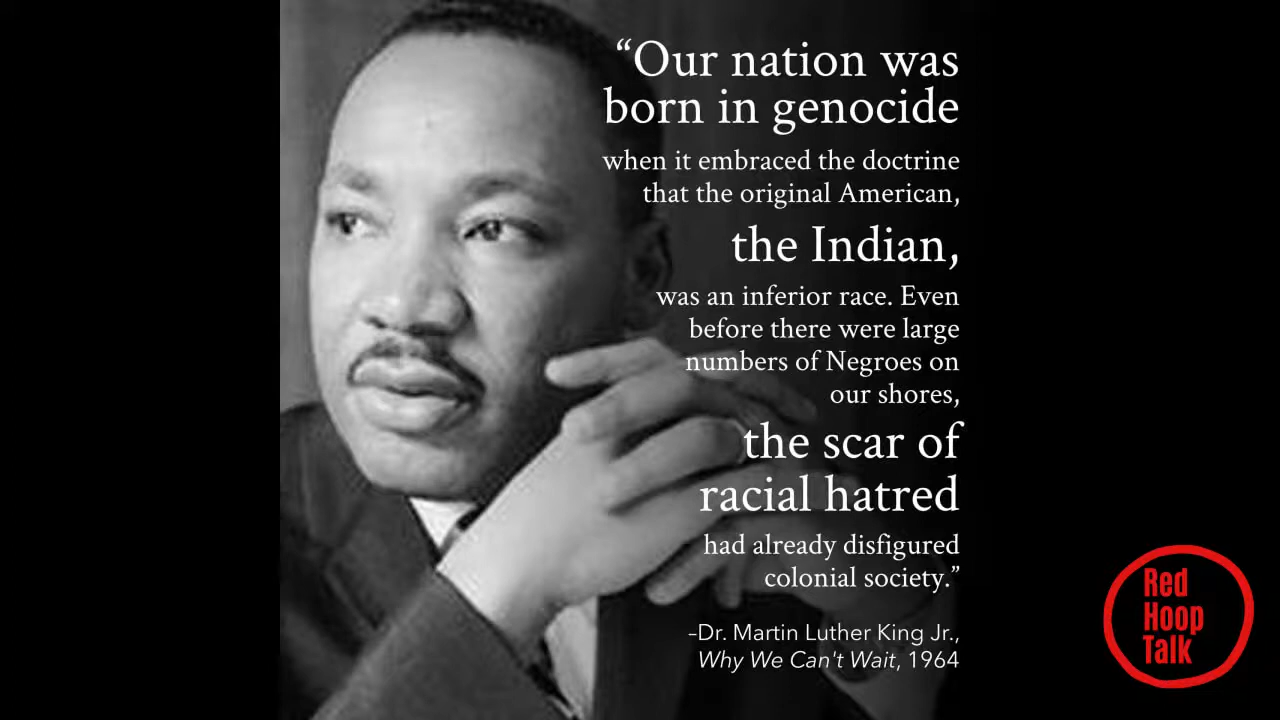 “Our nation was
born in genocide
when it embraced the doctrine
that the original American,
the Indian,
was an inferior race. Even
before there were large
numbers of Negroes on
our shores,
the scar of
racial hatred
had already disfigured
colonial society.”
–Dr. Martin Luther King Jr.,
Why We Can't Wait, 1964
Red
Hoop
Talk